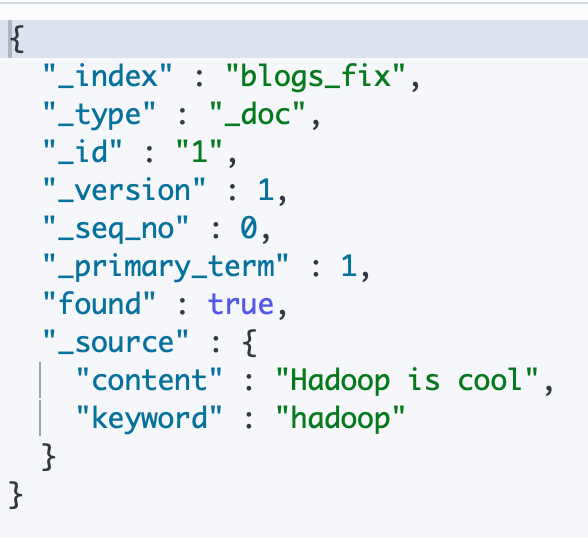 {
  "_index" : "blogs_fix",
  "_type" : "_doc",
  "_id" : "1",
  "_version" : 1,
  "_seq_no" : 0,
  "_primary_term" : 1,
  "found" : true,
  "_source" : {
    "content" : "Hadoop is cool",
    "keyword" : "hadoop"
  }
}